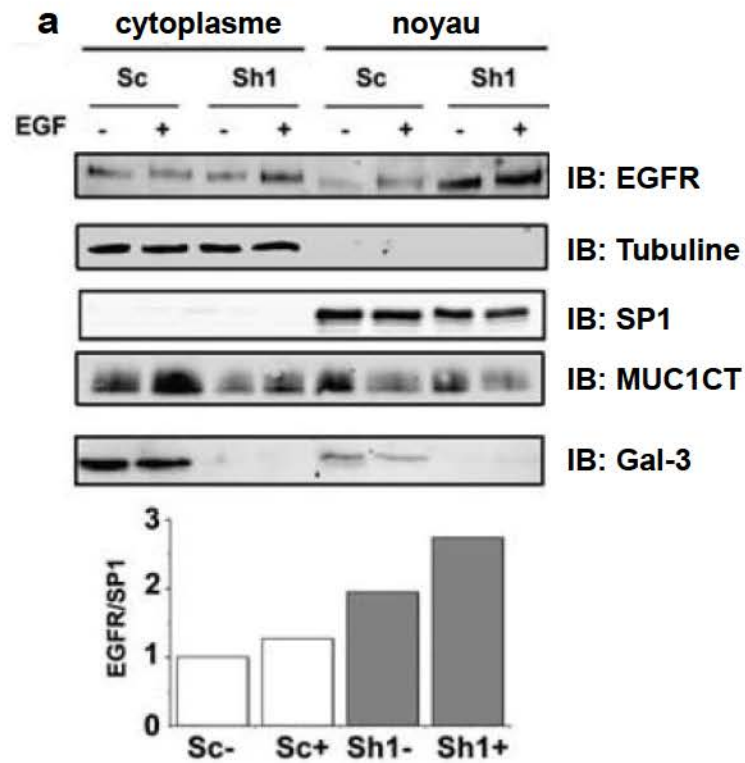 a
cytoplasme noyau
Sc Sh1 Sc Sh1
EGF - + - + - + - +
IB: EGFR
IB: Tubuline
IB: SP1
IB: MUC1CT
IB: Gal-3
3
2
1
0
EGFR/SP1
Sc- Sc+ Sh1- Sh1+